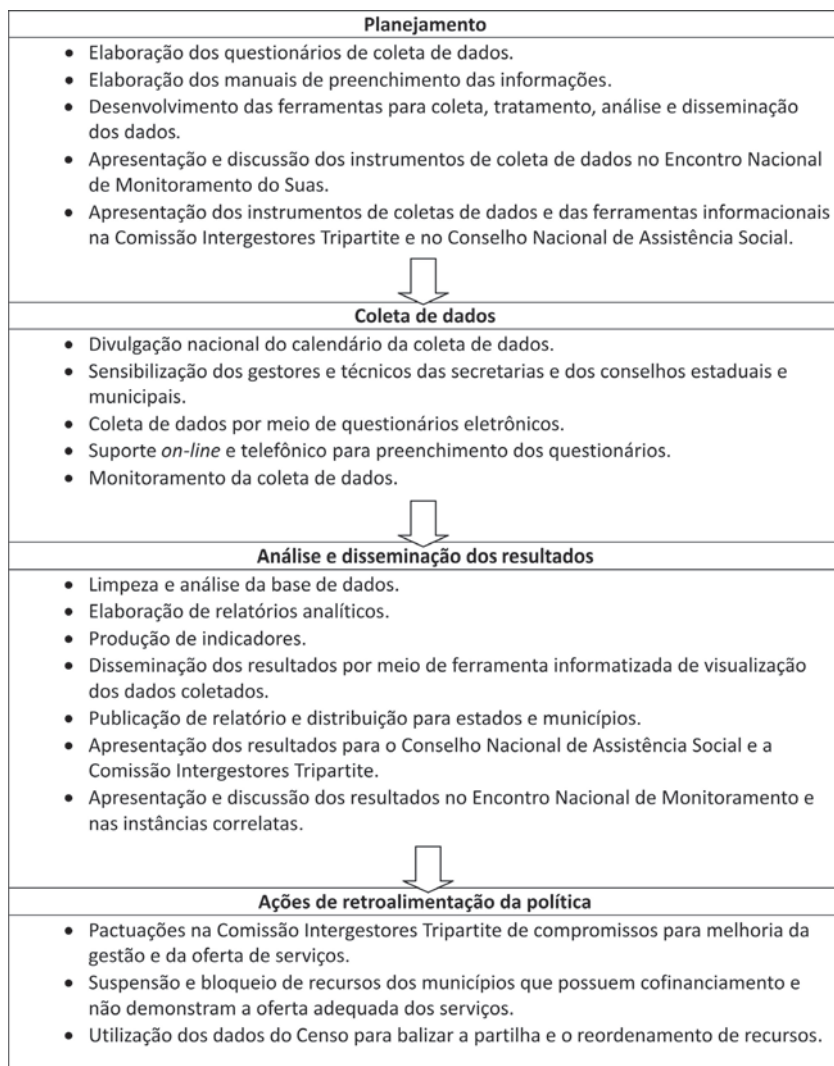 Planejamento
• Elaboração dos questionários de coleta de dados.
• Elaboração dos manuais de preenchimento das informações.
• Desenvolvimento das ferramentas para coleta, tratamento, análise e disseminação
dos dados.
• Apresentação e discussão dos instrumentos de coleta de dados no Encontro Nacional
de Monitoramento do Suas.
• Apresentação dos instrumentos de coletas de dados e das ferramentas informacionais
na Comissão Intergestores Tripartite e no Conselho Nacional de Assistência Social.
Coleta de dados
• Divulgação nacional do calendário da coleta de dados.
• Sensibilização dos gestores e técnicos das secretarias e dos conselhos estaduais e
municipais.
• Coleta de dados por meio de questionários eletrônicos.
• Suporte on-line e telefônico para preenchimento dos questionários.
• Monitoramento da coleta de dados.
Análise e disseminação dos resultados
• Limpeza e análise da base de dados.
• Elaboração de relatórios analíticos.
• Produção de indicadores.
• Disseminação dos resultados por meio de ferramenta informatizada de visualização
dos dados coletados.
• Publicação de relatório e distribuição para estados e municípios.
• Apresentação dos resultados para o Conselho Nacional de Assistência Social e a
Comissão Intergestores Tripartite.
• Apresentação e discussão dos resultados no Encontro Nacional de Monitoramento e
nas instâncias correlatas.
Ações de retroalimentação da política
• Pactuações na Comissão Intergestores Tripartite de compromissos para melhoria da
gestão e da oferta de serviços.
• Suspensão e bloqueio de recursos dos municípios que possuem cofinanciamento e
não demonstram a oferta adequada dos serviços.
• Utilização dos dados do Censo para balizar a partilha e o reordenamento de recursos.